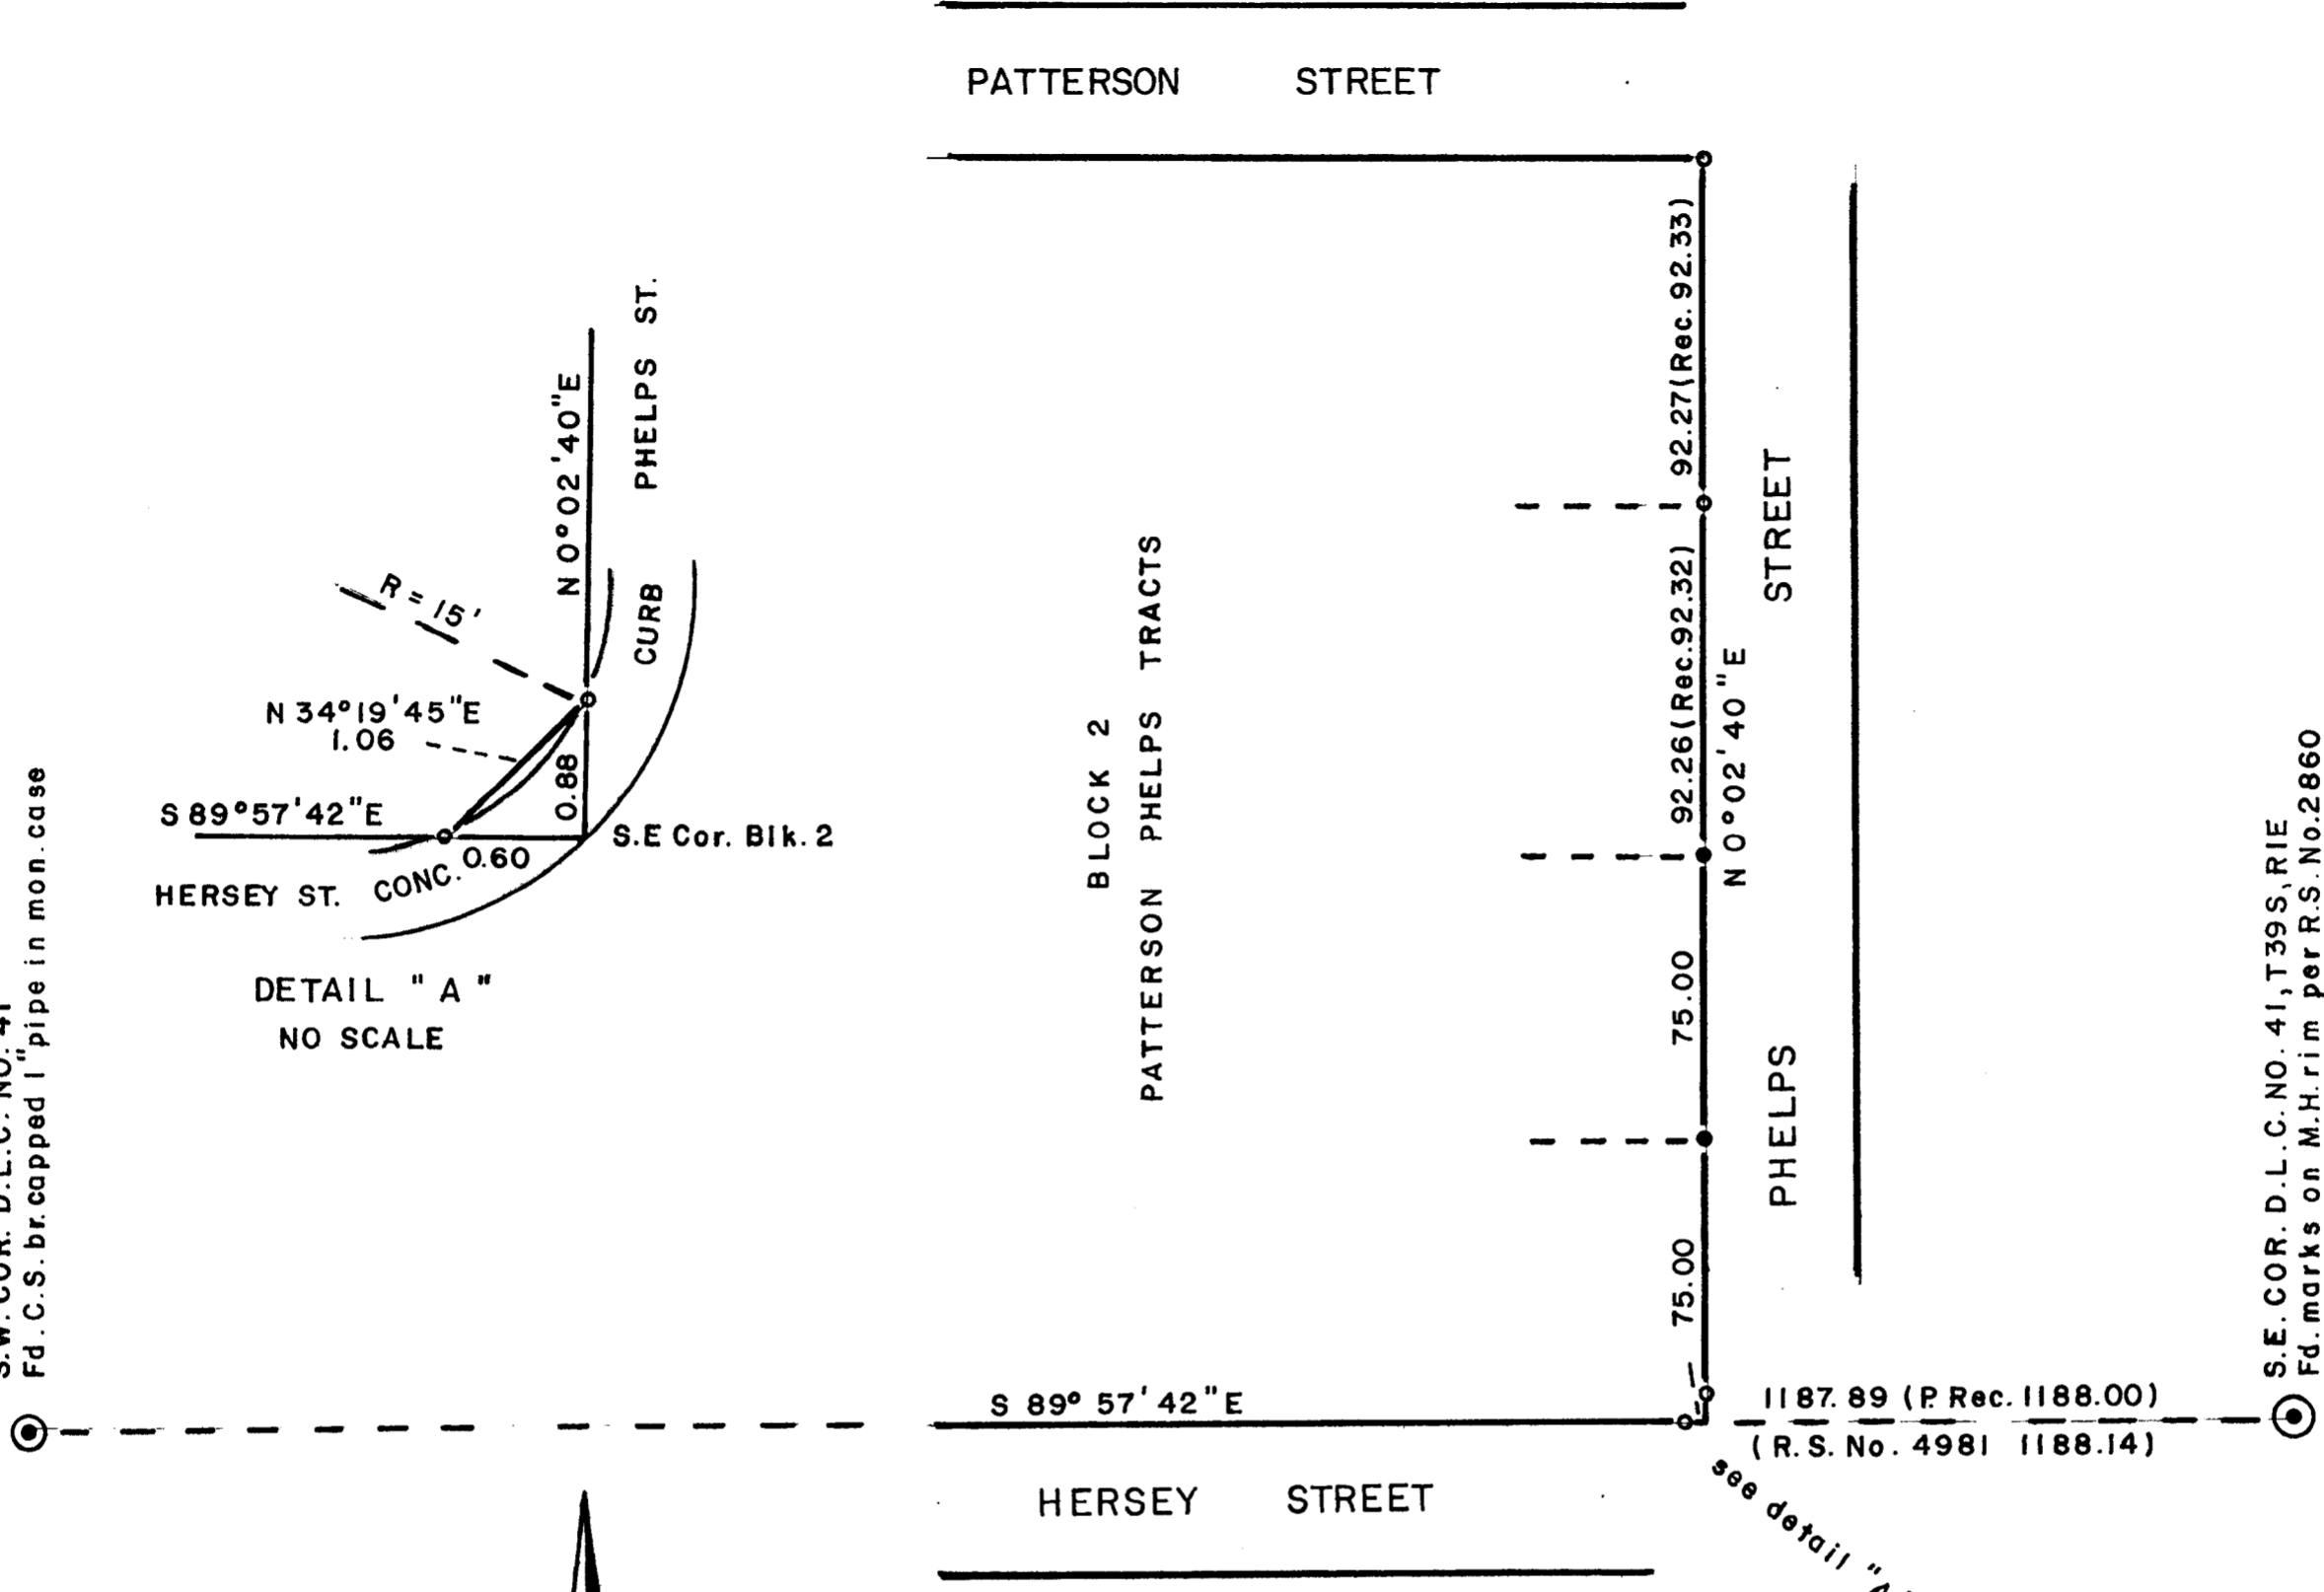 PATTERSON STREET
92.27(Rec. 92.33)
STREET
92.26(Rec.92.32)
N 0°02'40"E
75.00
PHELPS
75.00
BLOCK 2
PATTERSON PHELPS TRACTS
N 0°02'40"E
PHELPS ST.
R = 15'
CURB
N 34°19'45"E
1.06
0.88
S 89°57'42"E
S.E Cor. Blk. 2
0.60
HERSEY ST.
CONC.
DETAIL "A"
NO SCALE
S.W. COR. D.L.C. NO. 41
Fd. C.S. br. capped 1" pipe in mon. case
S 89° 57' 42"E
1187.89 (P. Rec. 1188.00)
(R.S. No. 4981 1188.14)
HERSEY STREET
see detail "
S.E. COR. D.L.C. NO. 41, T39S, R1E
Fd. marks on M.H. rim per R.S. No. 2860